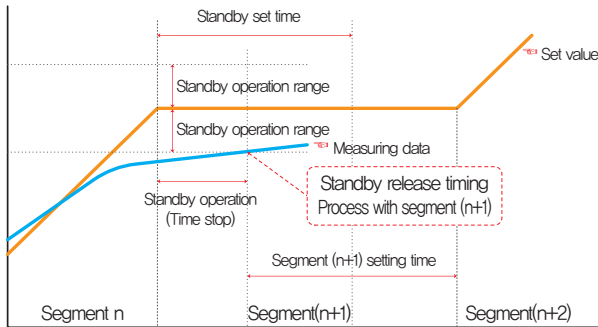 Standby set time
Set value
Standby operation range
Standby operation range
Measuring data
Standby release timing
Process with segment (n+1)
Standby operation
(Time stop)
Segment (n+1) setting time
Segment n
Segment(n+1)
Segment(n+2)